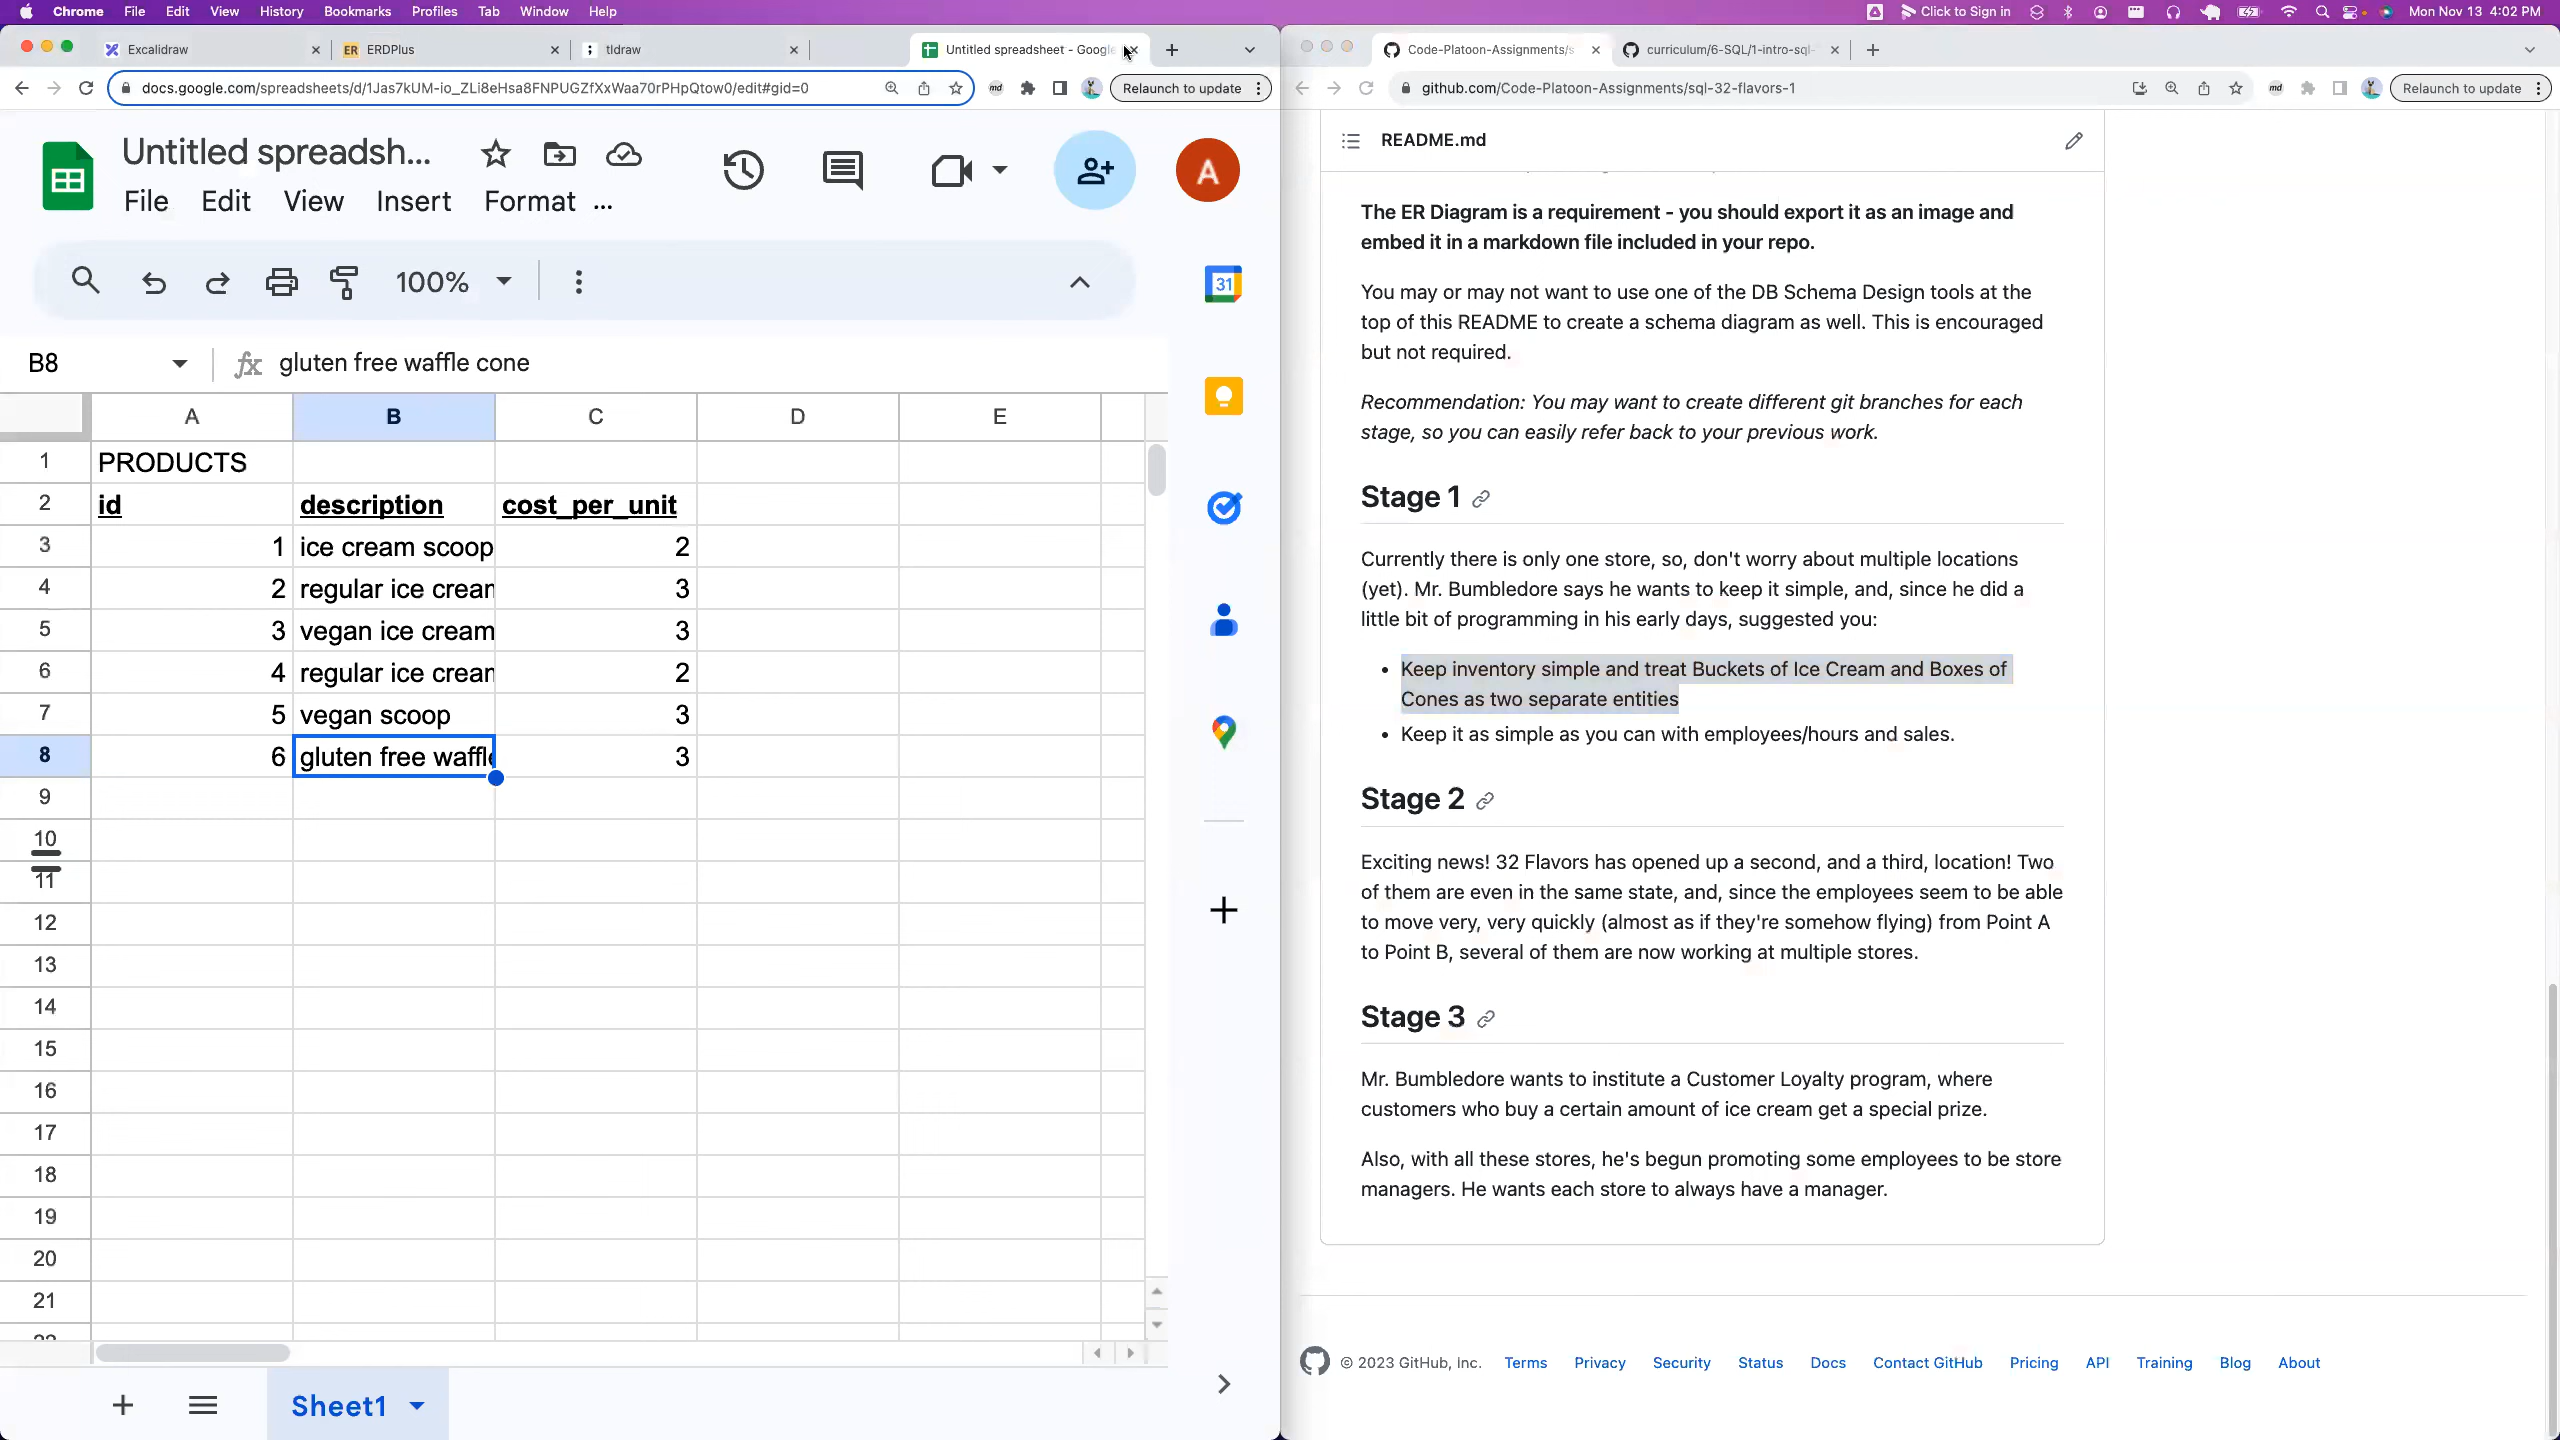 Chrome File Edit View History Bookmarks Profiles Tab Window Help
Click to Sign in Mon Nov 13 4:02 PM
Excalidraw ERDPlus tldraw Untitled spreadsheet - Google
docs.google.com/spreadsheets/d/1Jas7kUM-io_ZLi8eHsa8FNPUGZfXxWaa70rPHpQtow0/edit#gid=0
Relaunch to update
Untitled spreadsh...
File Edit View Insert Format ...
A
100%
31
B8 fx gluten free waffle cone
A B C D E
1 PRODUCTS
2 id description cost_per_unit
3 1 ice cream scoop 2
4 2 regular ice crean 3
5 3 vegan ice cream 3
6 4 regular ice crean 2
7 5 vegan scoop 3
8 6 gluten free waffle 3
9
10
11
12
13
14
15
16
17
18
19
20
21
22
Sheet1
Code-Platoon-Assignments/s curriculum/6-SQL/1-intro-sql-
github.com/Code-Platoon-Assignments/sql-32-flavors-1
Relaunch to update
README.md
The ER Diagram is a requirement - you should export it as an image and
embed it in a markdown file included in your repo.
You may or may not want to use one of the DB Schema Design tools at the
top of this README to create a schema diagram as well. This is encouraged
but not required.
Recommendation: You may want to create different git branches for each
stage, so you can easily refer back to your previous work.
Stage 1
Currently there is only one store, so, don't worry about multiple locations
(yet). Mr. Bumbledore says he wants to keep it simple, and, since he did a
little bit of programming in his early days, suggested you:
• Keep inventory simple and treat Buckets of Ice Cream and Boxes of
Cones as two separate entities
• Keep it as simple as you can with employees/hours and sales.
Stage 2
Exciting news! 32 Flavors has opened up a second, and a third, location! Two
of them are even in the same state, and, since the employees seem to be able
to move very, very quickly (almost as if they're somehow flying) from Point A
to Point B, several of them are now working at multiple stores.
Stage 3
Mr. Bumbledore wants to institute a Customer Loyalty program, where
customers who buy a certain amount of ice cream get a special prize.
Also, with all these stores, he's begun promoting some employees to be store
managers. He wants each store to always have a manager.
© 2023 GitHub, Inc. Terms Privacy Security Status Docs Contact GitHub Pricing API Training Blog About